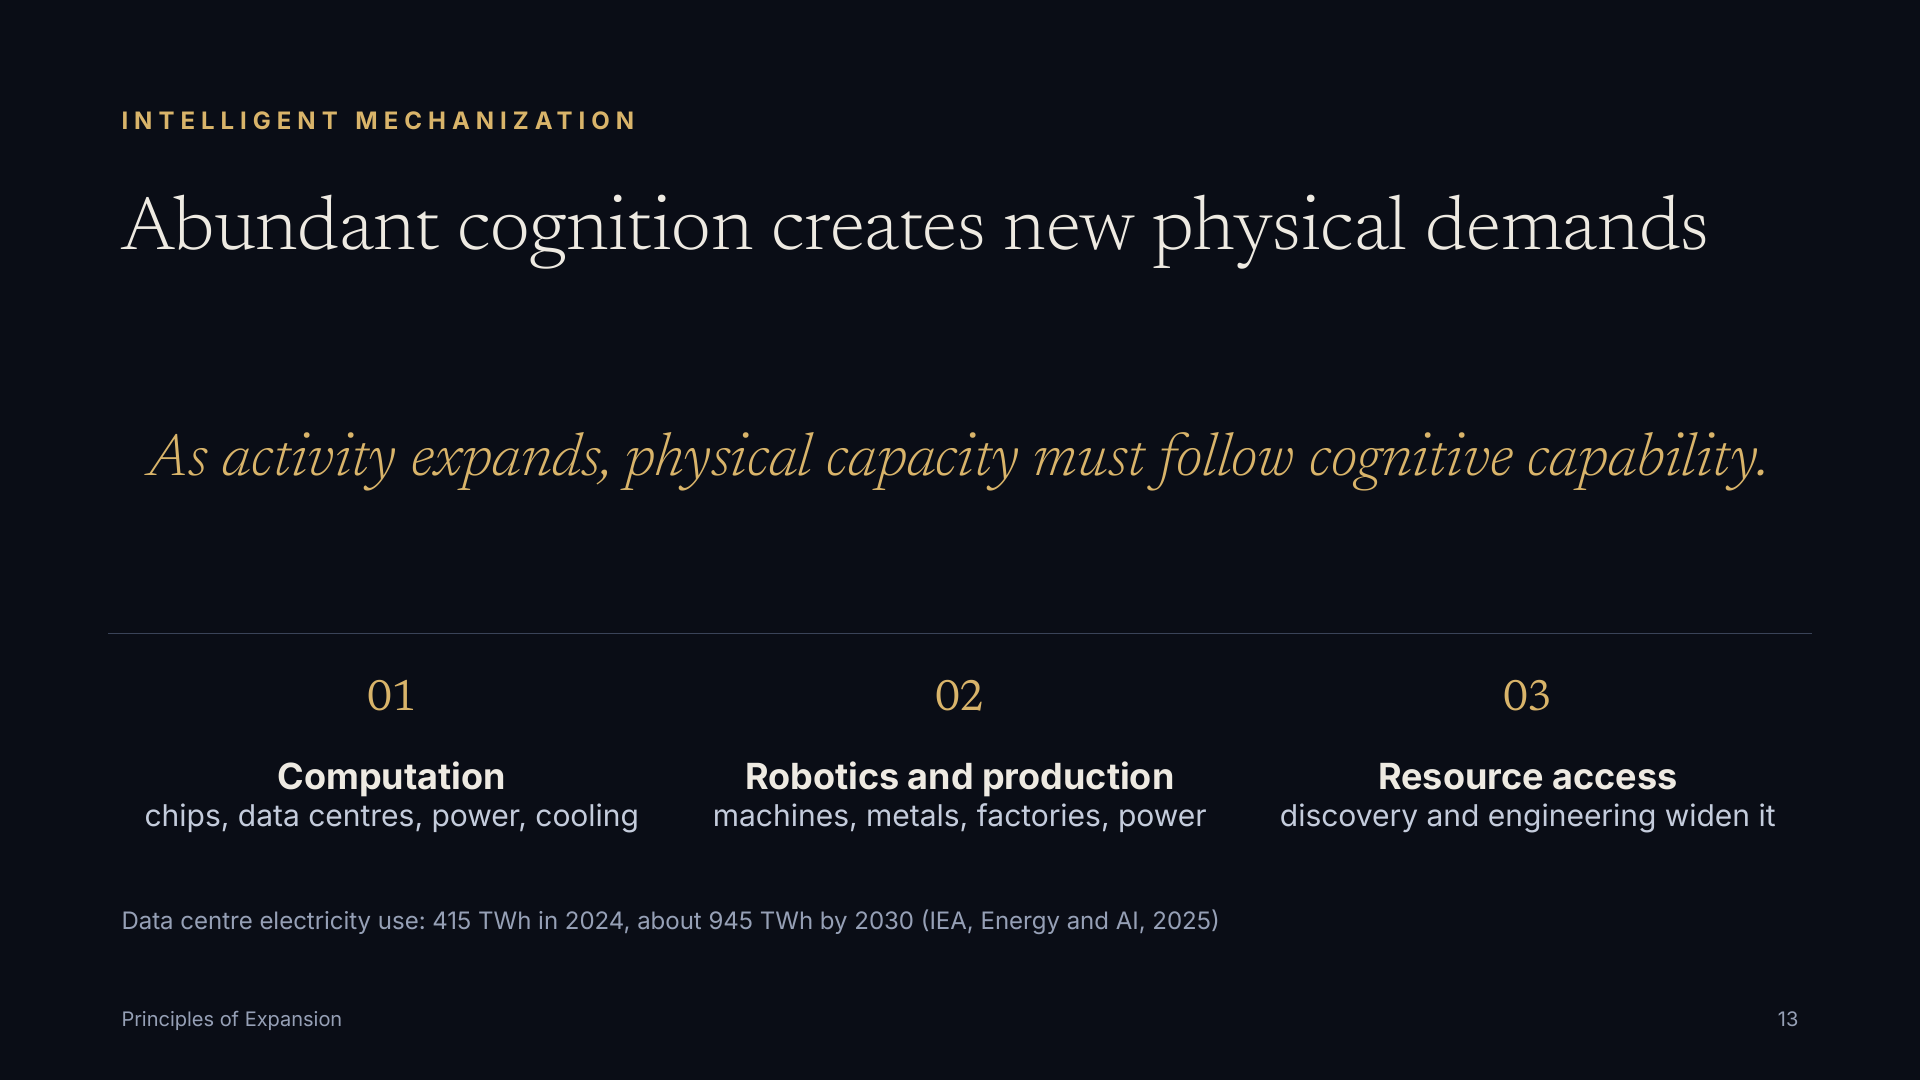 INTELLIGENT MECHANIZATION
Abundant cognition creates new physical demands
As activity expands, physical capacity must follow cognitive capability.
01
Computation
chips, data centres, power, cooling
02
Robotics and production
machines, metals, factories, power
03
Resource access
discovery and engineering widen it
Data centre electricity use: 415 TWh in 2024, about 945 TWh by 2030 (IEA, Energy and AI, 2025)
Principles of Expansion
13